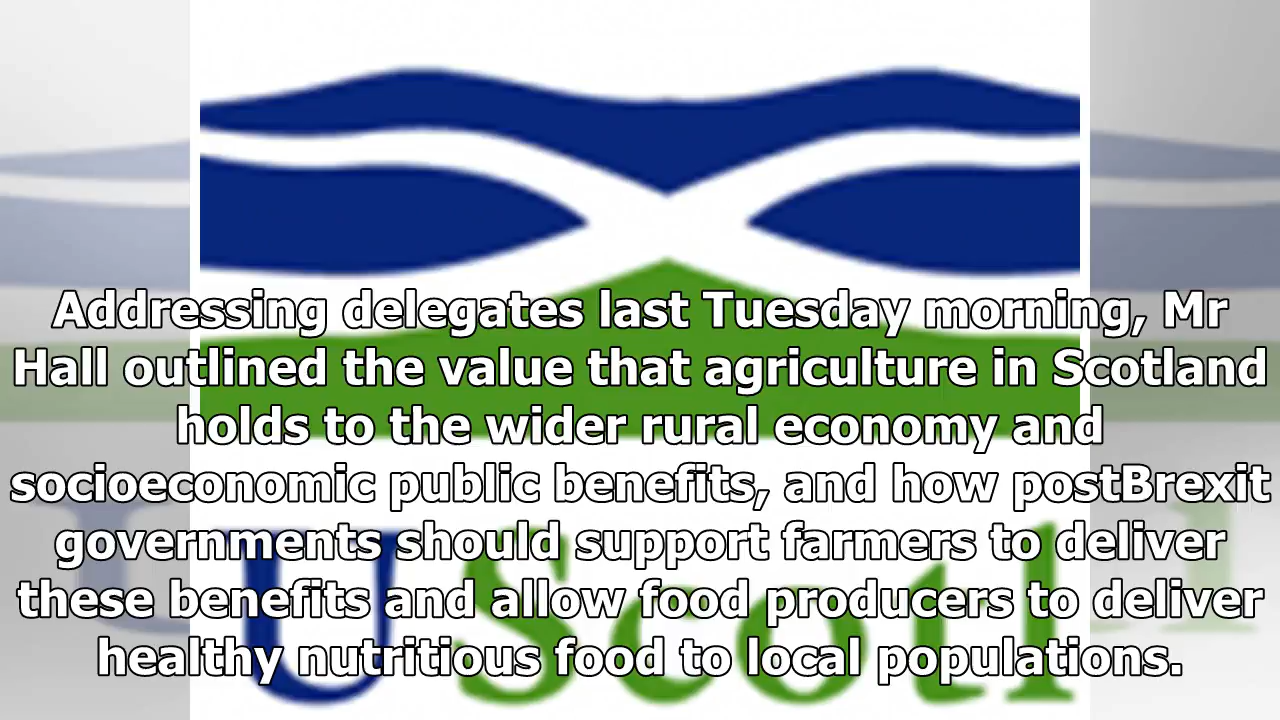 Addressing delegates last Tuesday morning, Mr
Hall outlined the value that agriculture in Scotland
holds to the wider rural economy and
socioeconomic public benefits, and how postBrexit
governments should support farmers to deliver
these benefits and allow food producers to deliver
healthy nutritious food to local populations.
U Scotl